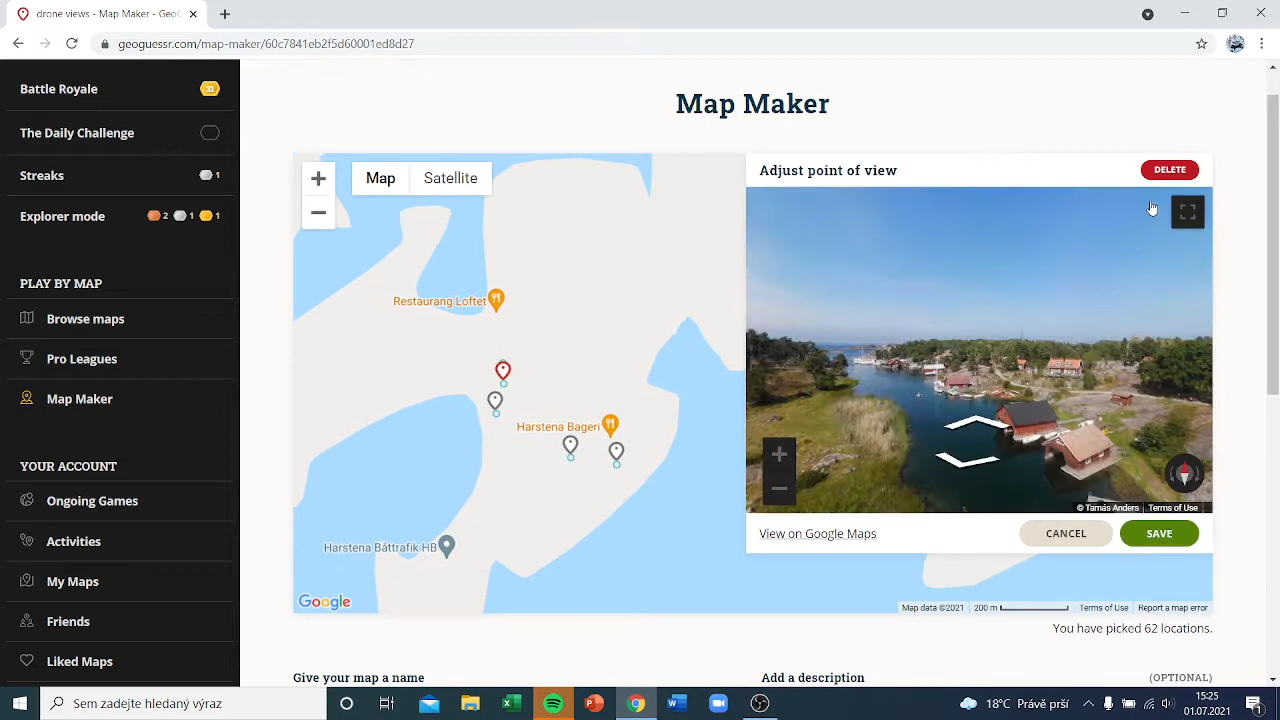 drone views - Map Maker - Geo
geoguessr.com/map-maker/60c7841eb2f5d60001ed8d27
Battle Royale 31
The Daily Challenge
Streaks 1
Explorer mode 2 1 1
PLAY BY MAP
Browse maps
Pro Leagues
Map Maker
YOUR ACCOUNT
Ongoing Games
Activities
My Maps
Friends
Liked Maps
Map Maker
Map Satellite
Restaurang Loftet
Harstena Bageri
Harstena Båttrafik HB
Google
Adjust point of view
DELETE
© Tamas Anders Terms of Use
View on Google Maps
CANCEL
SAVE
Map data ©2021 200 m Terms of Use Report a map error
You have picked 62 locations.
Give your map a name
Add a description (OPTIONAL)
Sem zadejte hledaný výraz
18°C Právě prší
15:25
01.07.2021